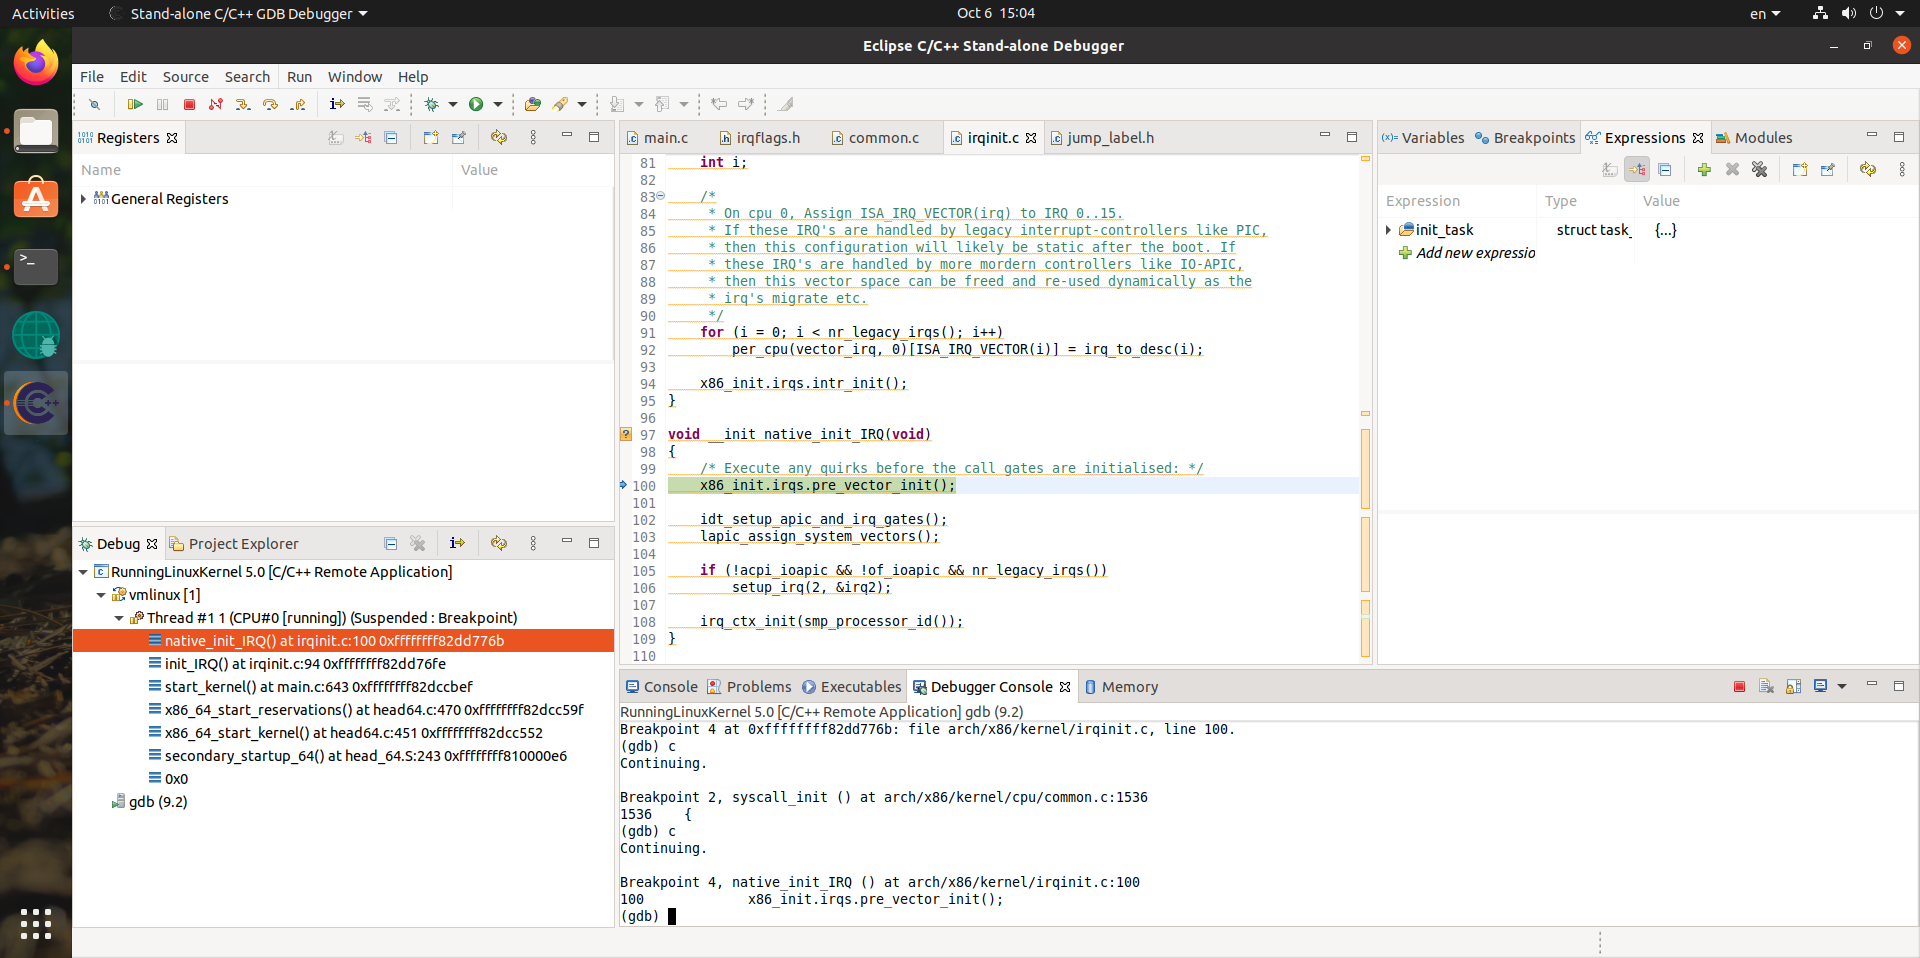 Activities
Stand-alone C/C++ GDB Debugger
Oct 6 15:04
en
Eclipse C/C++ Stand-alone Debugger
File Edit Source Search Run Window Help
Registers
Name Value
General Registers
Debug Project Explorer
RunningLinuxKernel 5.0 [C/C++ Remote Application]
vmlinux [1]
Thread #1 1 (CPU#0 [running]) (Suspended : Breakpoint)
native_init_IRQ() at irqinit.c:100 0xffffffff82dd776b
init_IRQ() at irqinit.c:94 0xffffffff82dd76fe
start_kernel() at main.c:643 0xffffffff82dccbef
x86_64_start_reservations() at head64.c:470 0xffffffff82dcc59f
x86_64_start_kernel() at head64.c:451 0xffffffff82dcc552
secondary_startup_64() at head_64.S:243 0xffffffff810000e6
0x0
gdb (9.2)
main.c irqflags.h common.c irqinit.c jump_label.h
81 int i;
82
83 /*
84 * On cpu 0, Assign ISA_IRQ_VECTOR(irq) to IRQ 0..15.
85 * If these IRQ's are handled by legacy interrupt-controllers like PIC,
86 * then this configuration will likely be static after the boot. If
87 * these IRQ's are handled by more mordern controllers like IO-APIC,
88 * then this vector space can be freed and re-used dynamically as the
89 * irq's migrate etc.
90 */
91 for (i = 0; i < nr_legacy_irqs(); i++)
92 per_cpu(vector_irq, 0)[ISA_IRQ_VECTOR(i)] = irq_to_desc(i);
93
94 x86_init.irqs.intr_init();
95 }
96
97 void __init native_init_IRQ(void)
98 {
99 /* Execute any quirks before the call gates are initialised: */
100 x86_init.irqs.pre_vector_init();
101
102 idt_setup_apic_and_irq_gates();
103 lapic_assign_system_vectors();
104
105 if (!acpi_ioapic && !of_ioapic && nr_legacy_irqs())
106 setup_irq(2, &irq2);
107
108 irq_ctx_init(smp_processor_id());
109 }
110
Variables Breakpoints Expressions Modules
Expression Type Value
init_task struct task_ {...}
Add new expressio
Console Problems Executables Debugger Console Memory
RunningLinuxKernel 5.0 [C/C++ Remote Application] gdb (9.2)
Breakpoint 4 at 0xffffffff82dd776b: file arch/x86/kernel/irqinit.c, line 100.
(gdb) c
Continuing.
Breakpoint 2, syscall_init () at arch/x86/kernel/cpu/common.c:1536
1536 {
(gdb) c
Continuing.
Breakpoint 4, native_init_IRQ () at arch/x86/kernel/irqinit.c:100
100 x86_init.irqs.pre_vector_init();
(gdb)